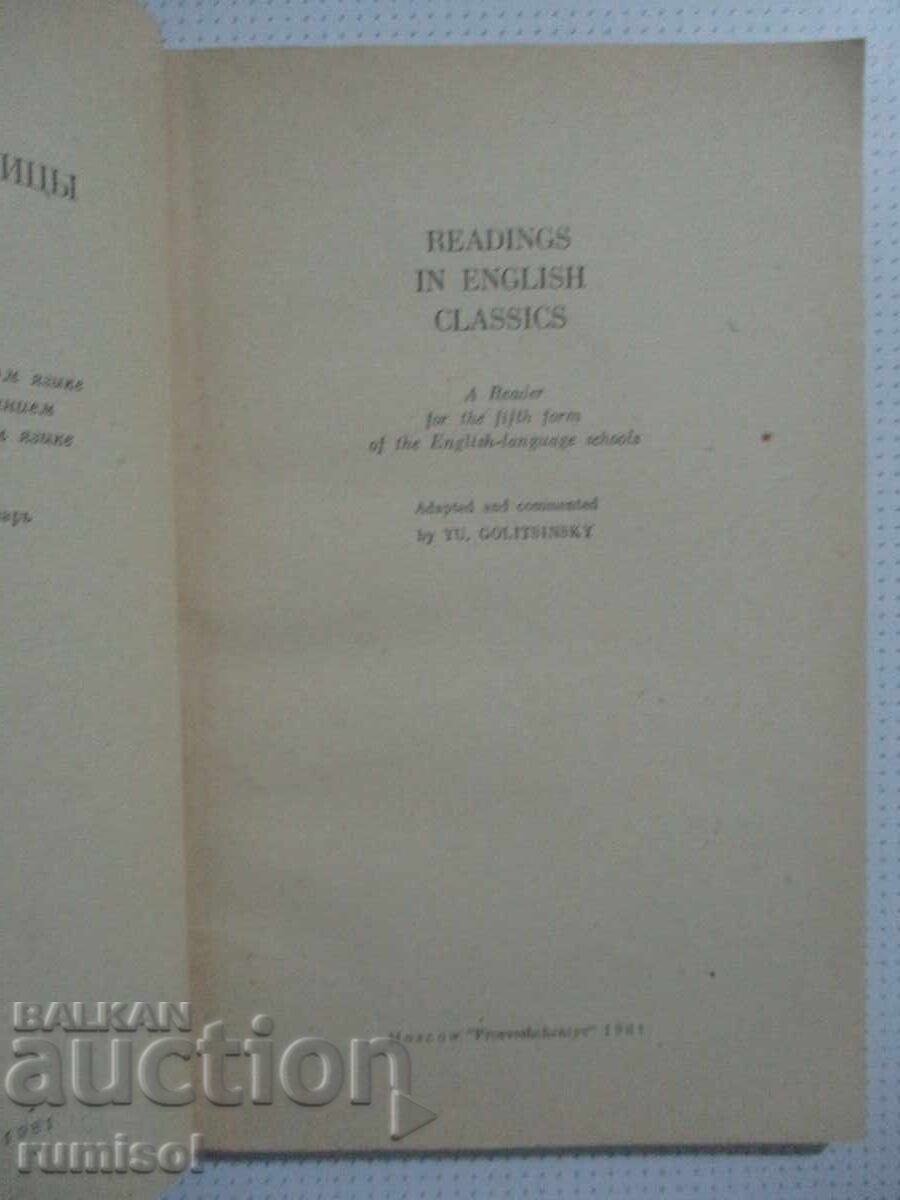 ИЦЫ
ом языке
нием
м языке
арь
1981
READINGS
IN ENGLISH
CLASSICS
A Reader
for the fifth form
of the English-language schools
Adapted and commented
by YU. GOLITSINSKY
Moscow "Prosveshcheniye" 1981
BALKAN
auction
rumisol